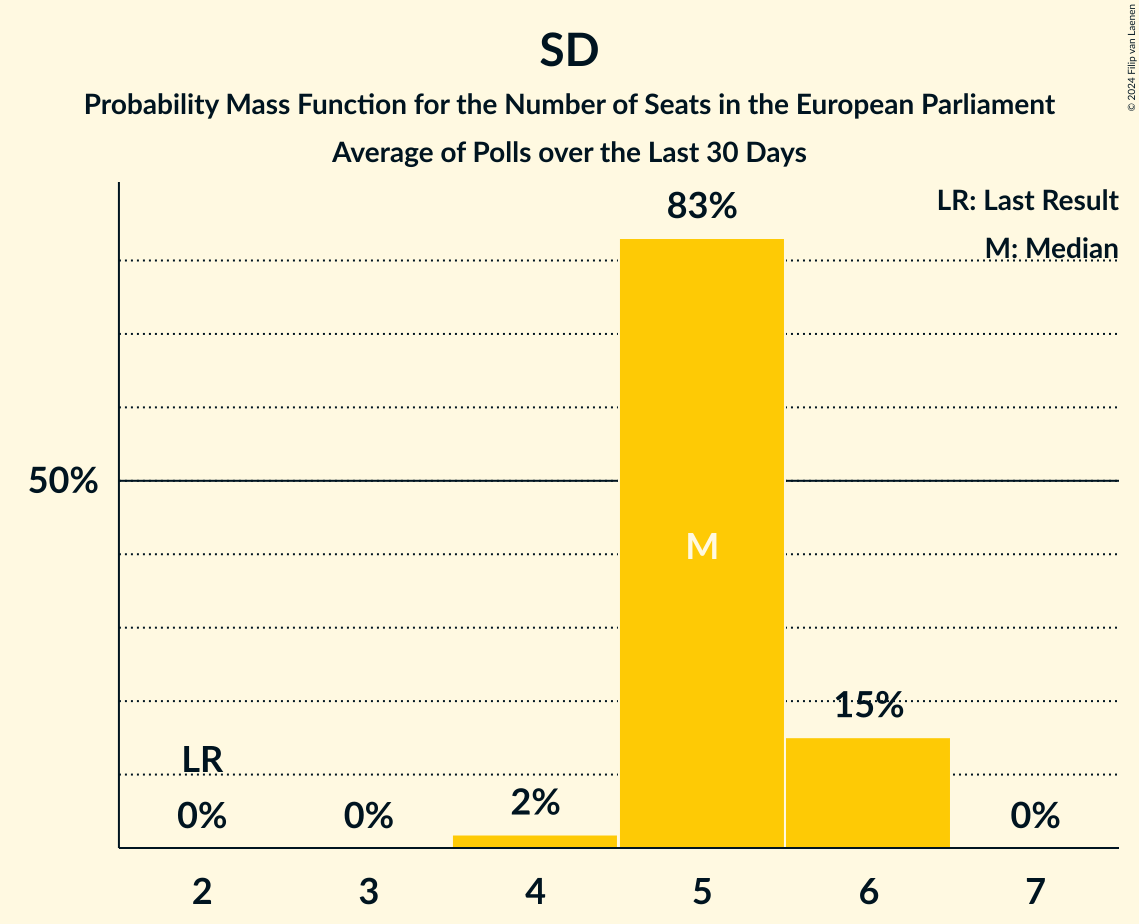 SD
Probability Mass Function for the Number of Seats in the European Parliament
Average of Polls over the Last 30 Days
© 2024 Filip van Laenen
LR: Last Result
M: Median
83%
50%
M
15%
LR
0%
0%
2%
0%
2
3
4
5
6
7